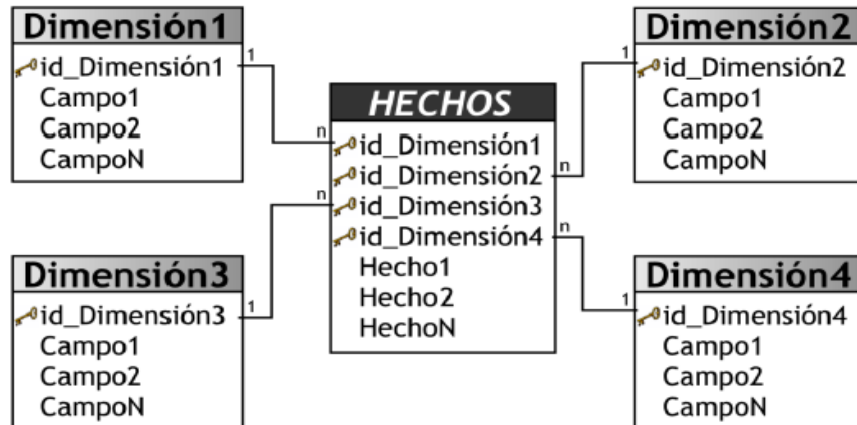 Dimensión1
id_Dimensión1
Campo1
Campo2
CampoN
1
n
HECHOS
id_Dimensión1
id_Dimensión2
id_Dimensión3
id_Dimensión4
Hecho1
Hecho2
HechoN
n
n
n
Dimensión2
1
id_Dimensión2
Campo1
Campo2
CampoN
Dimensión3
id_Dimensión3
1
Campo1
Campo2
CampoN
Dimensión4
1
id_Dimensión4
Campo1
Campo2
CampoN